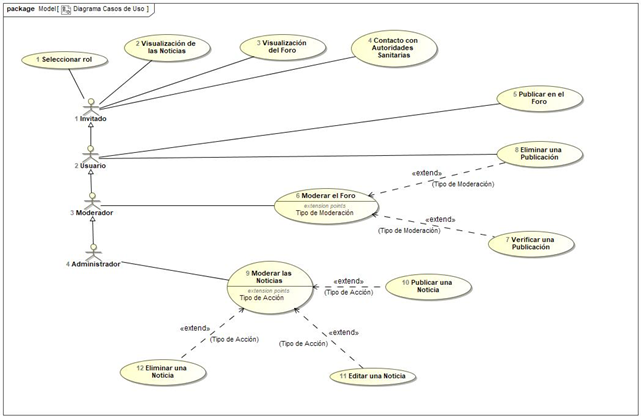 package Model[ Diagrama Casos de Uso ]
1 Seleccionar rol
2 Visualización de
las Noticias
3 Visualización
del Foro
4 Contacto con
Autoridades
Sanitarias
1 Invitado
5 Publicar en el
Foro
2 Usuario
8 Eliminar una
Publicación
«extend»
(Tipo de Moderación)
6 Moderar el Foro
extension points
Tipo de Moderación
3 Moderador
«extend»
(Tipo de Moderación)
7 Verificar una
Publicación
4 Administrador
9 Moderar las
Noticias
extension points
Tipo de Acción
«extend»
(Tipo de Acción)
10 Publicar una
Noticia
«extend»
(Tipo de Acción)
«extend»
(Tipo de Acción)
12 Eliminar una
Noticia
11 Editar una Noticia